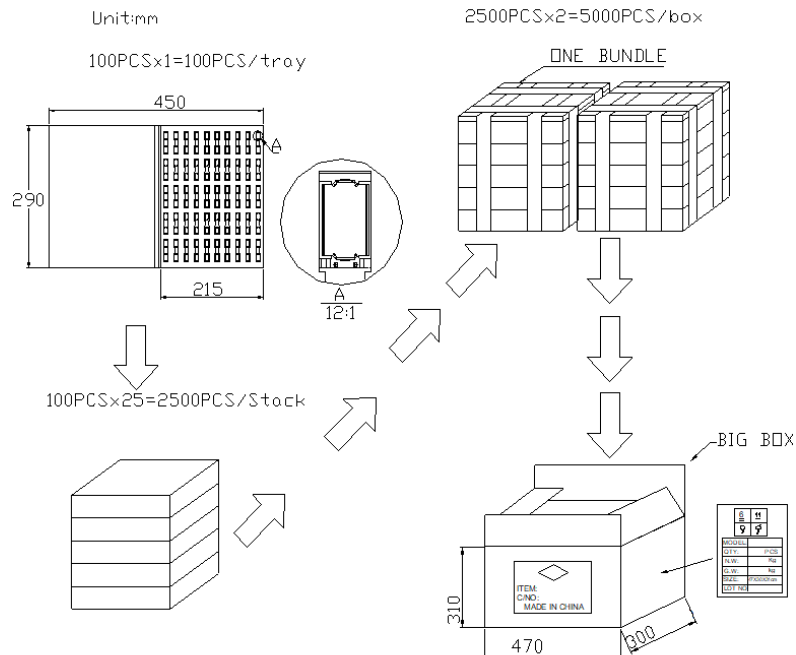 Unit:mm
2500PCSx2=5000PCS/box
100PCSx1=100PCS/tray
ONE BUNDLE
450
A
290
215
A
12:1
100PCSx25=2500PCS/Stack
BIG BOX
MODEL:
QTY: PCS
N.W: Kg
G.W: Kg
SIZE:
LOT NO:
ITEM:
C/NO:
MADE IN CHINA
310
470
300